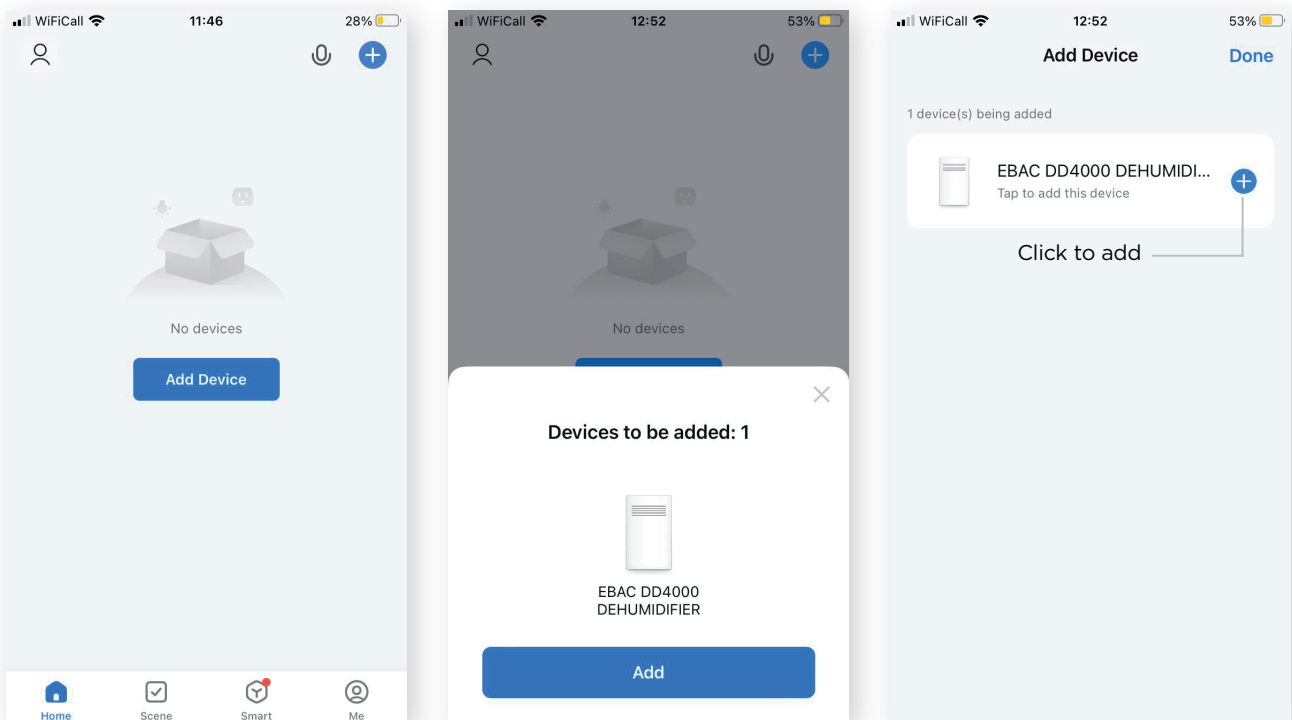 WiFiCall 11:46 28%
No devices
Add Device
Home Scene Smart Me
WiFiCall 12:52 53%
No devices
Devices to be added: 1
EBAC DD4000
DEHUMIDIFIER
Add
WiFiCall 12:52 53%
Add Device Done
1 device(s) being added
EBAC DD4000 DEHUMIDI...
Tap to add this device
Click to add